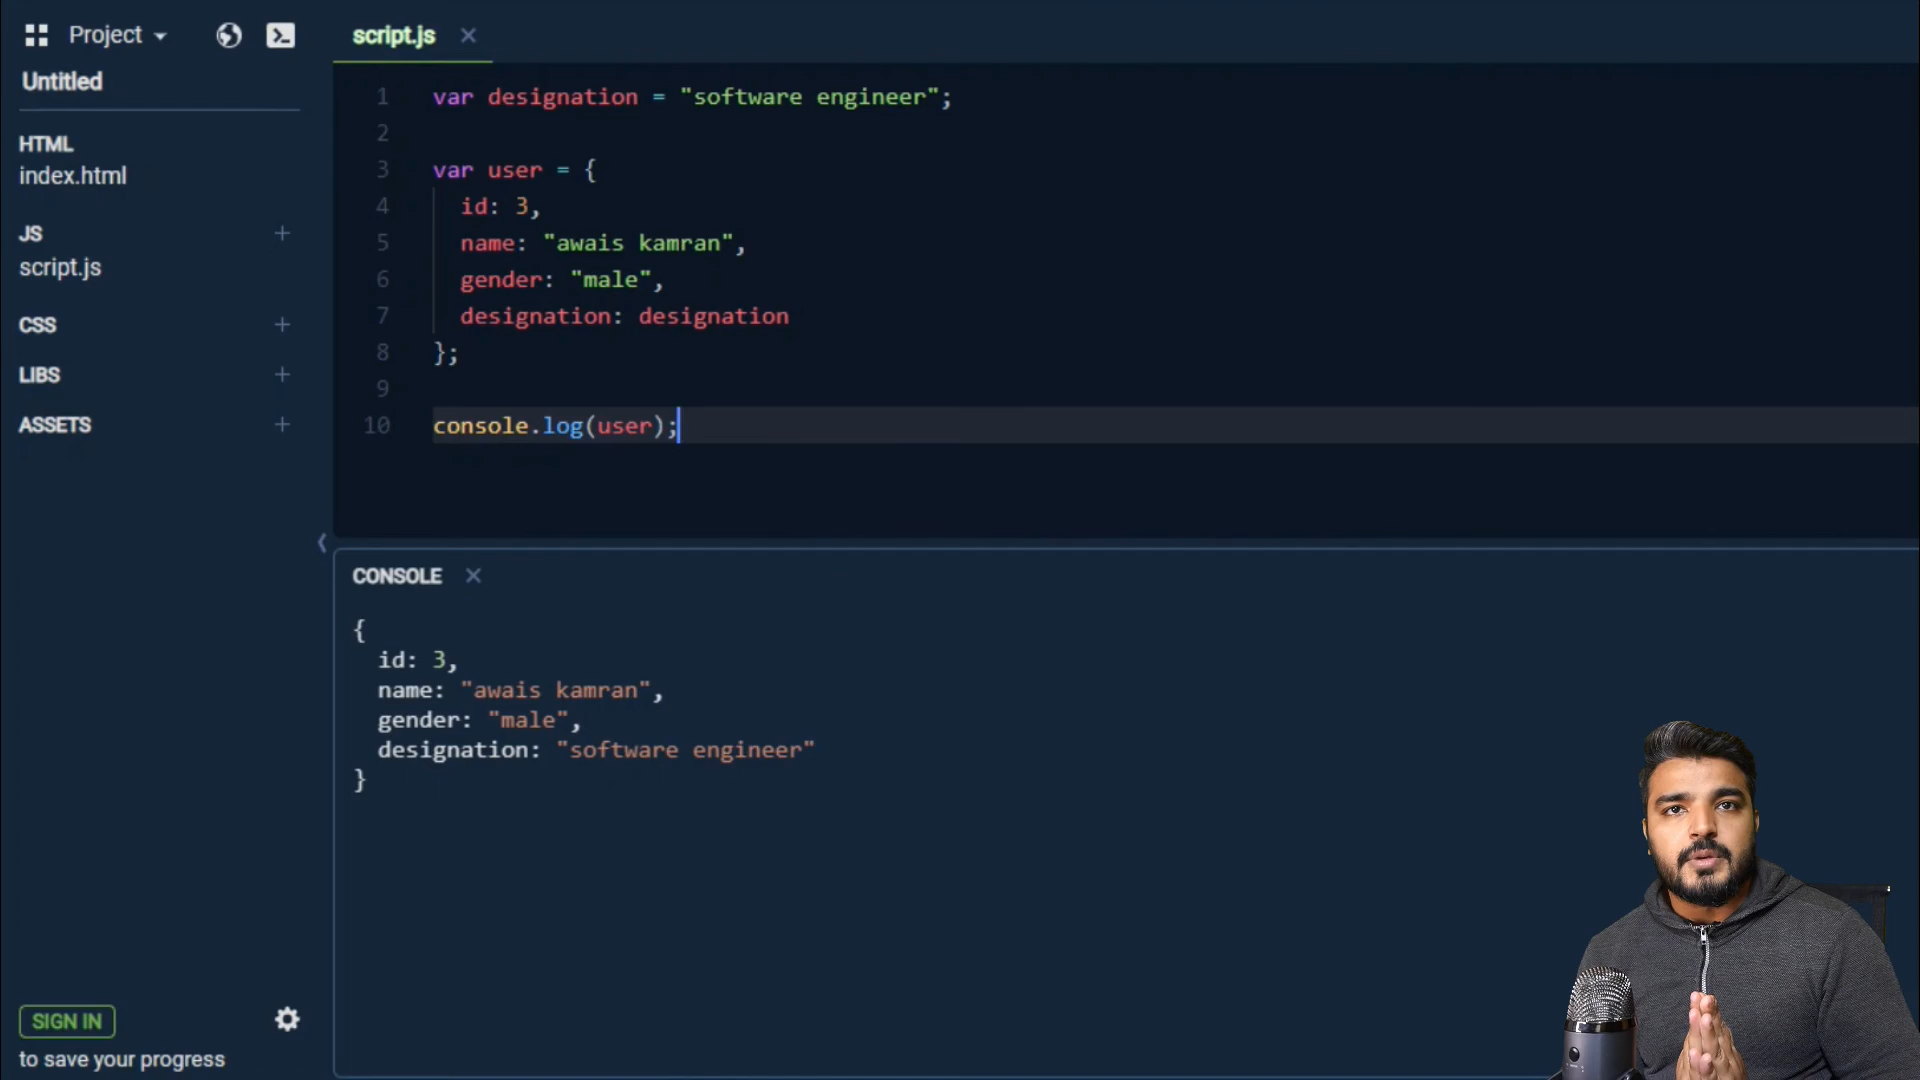 Project
Untitled
HTML
index.html
JS
script.js
CSS
LIBS
ASSETS
SIGN IN
to save your progress
script.js
1 var designation = "software engineer";
2
3 var user = {
4 id: 3,
5 name: "awais kamran",
6 gender: "male",
7 designation: designation
8 };
9
10 console.log(user);
CONSOLE
{
id: 3,
name: "awais kamran",
gender: "male",
designation: "software engineer"
}